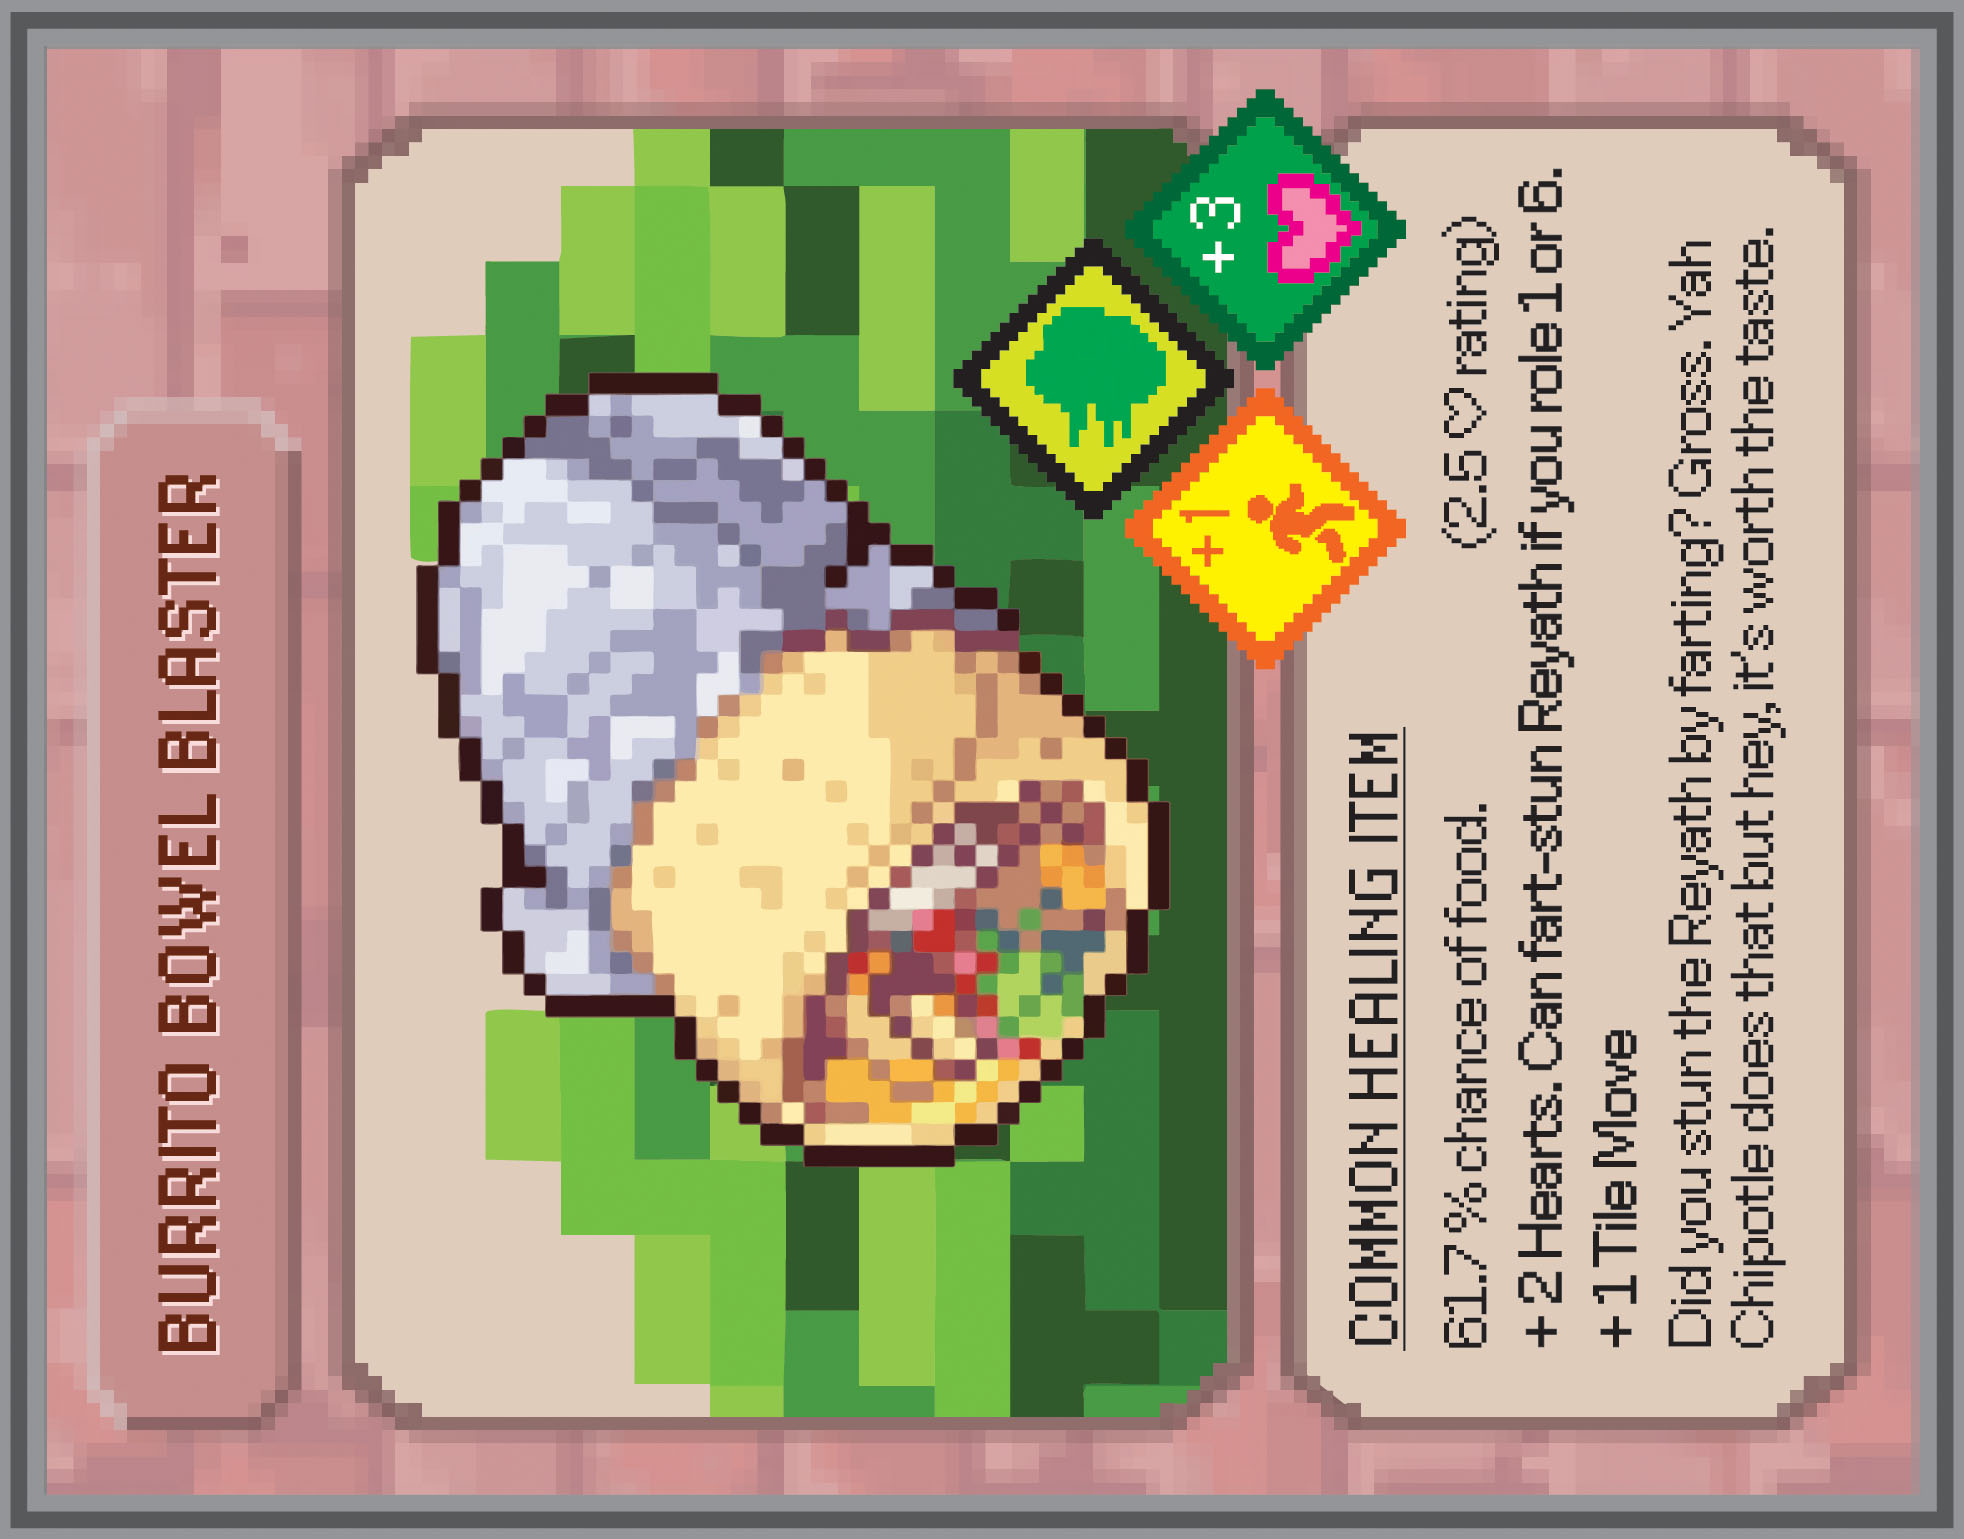 BURRITO BOWEL BLASTER
+3
+1
COMMON HEALING ITEM
61.7% chance of food. (2.5♡ rating)
+ 2 Hearts. Can fart-stun Reyath if you role 1 or 6.
+ 1 Tile Move
Did you stun the Reyath by farting? Gross. Yah
Chipotle does that but hey, it's worth the taste.